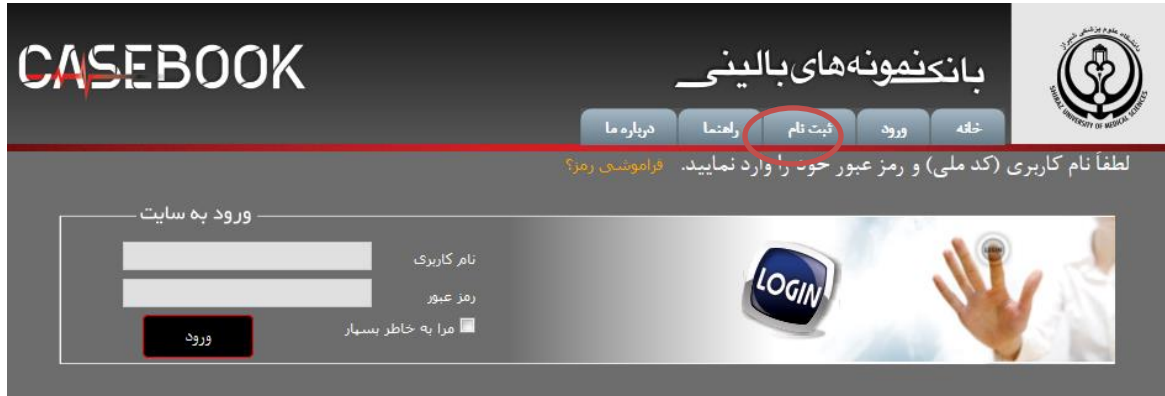 CASEBOOK
بانک نمونه‌های بالینی
دانشگاه علوم پزشکی شیراز
SHIRAZ UNIVERSITY OF MEDICAL SCIENCES
خانه
ورود
ثبت نام
راهنما
درباره ما
لطفاً نام کاربری (کد ملی) و رمز عبور خود را وارد نمایید. فراموشی رمز؟
ورود به سایت
نام کاربری
رمز عبور
مرا به خاطر بسپار
ورود
LOGIN
LOGIN